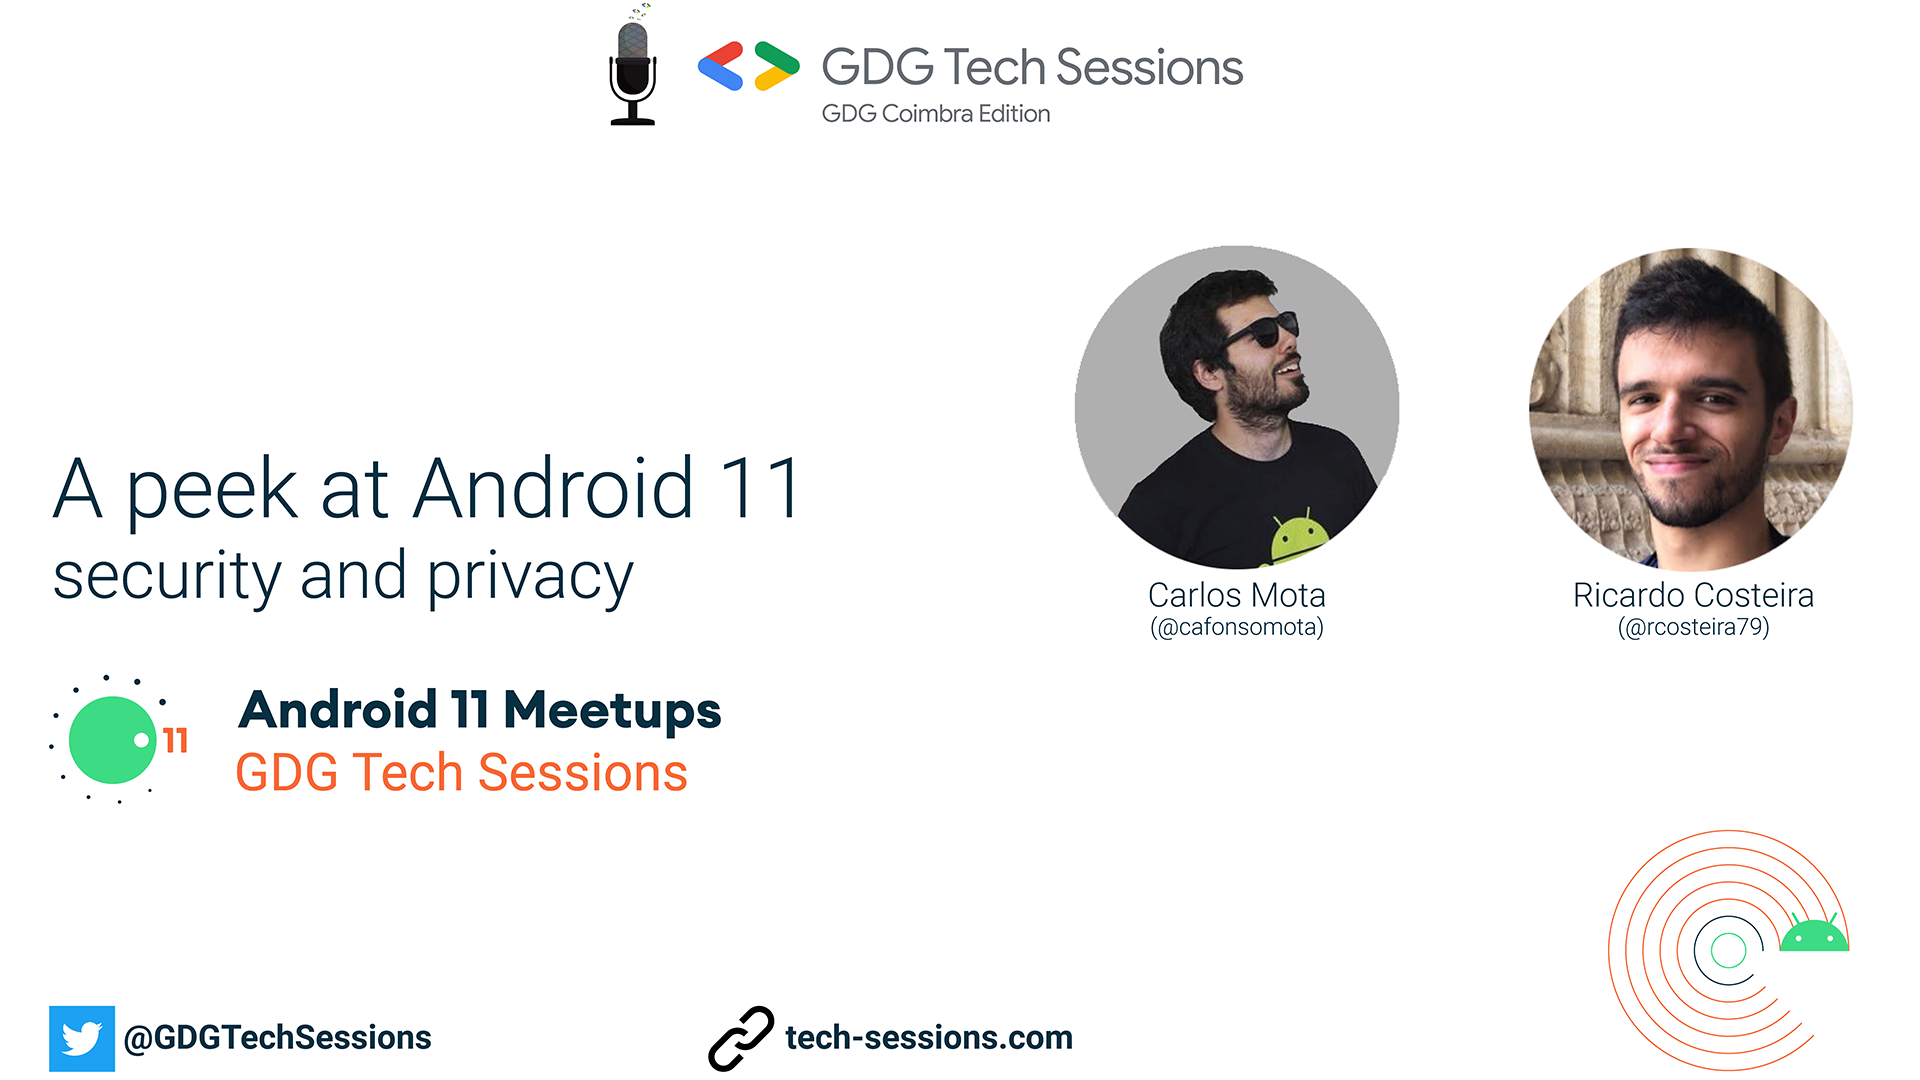 GDG Tech Sessions
GDG Coimbra Edition
A peek at Android 11
security and privacy
Carlos Mota
(@cafonsomota)
Ricardo Costeira
(@rcosteira79)
11
Android 11 Meetups
GDG Tech Sessions
@GDGTechSessions
tech-sessions.com